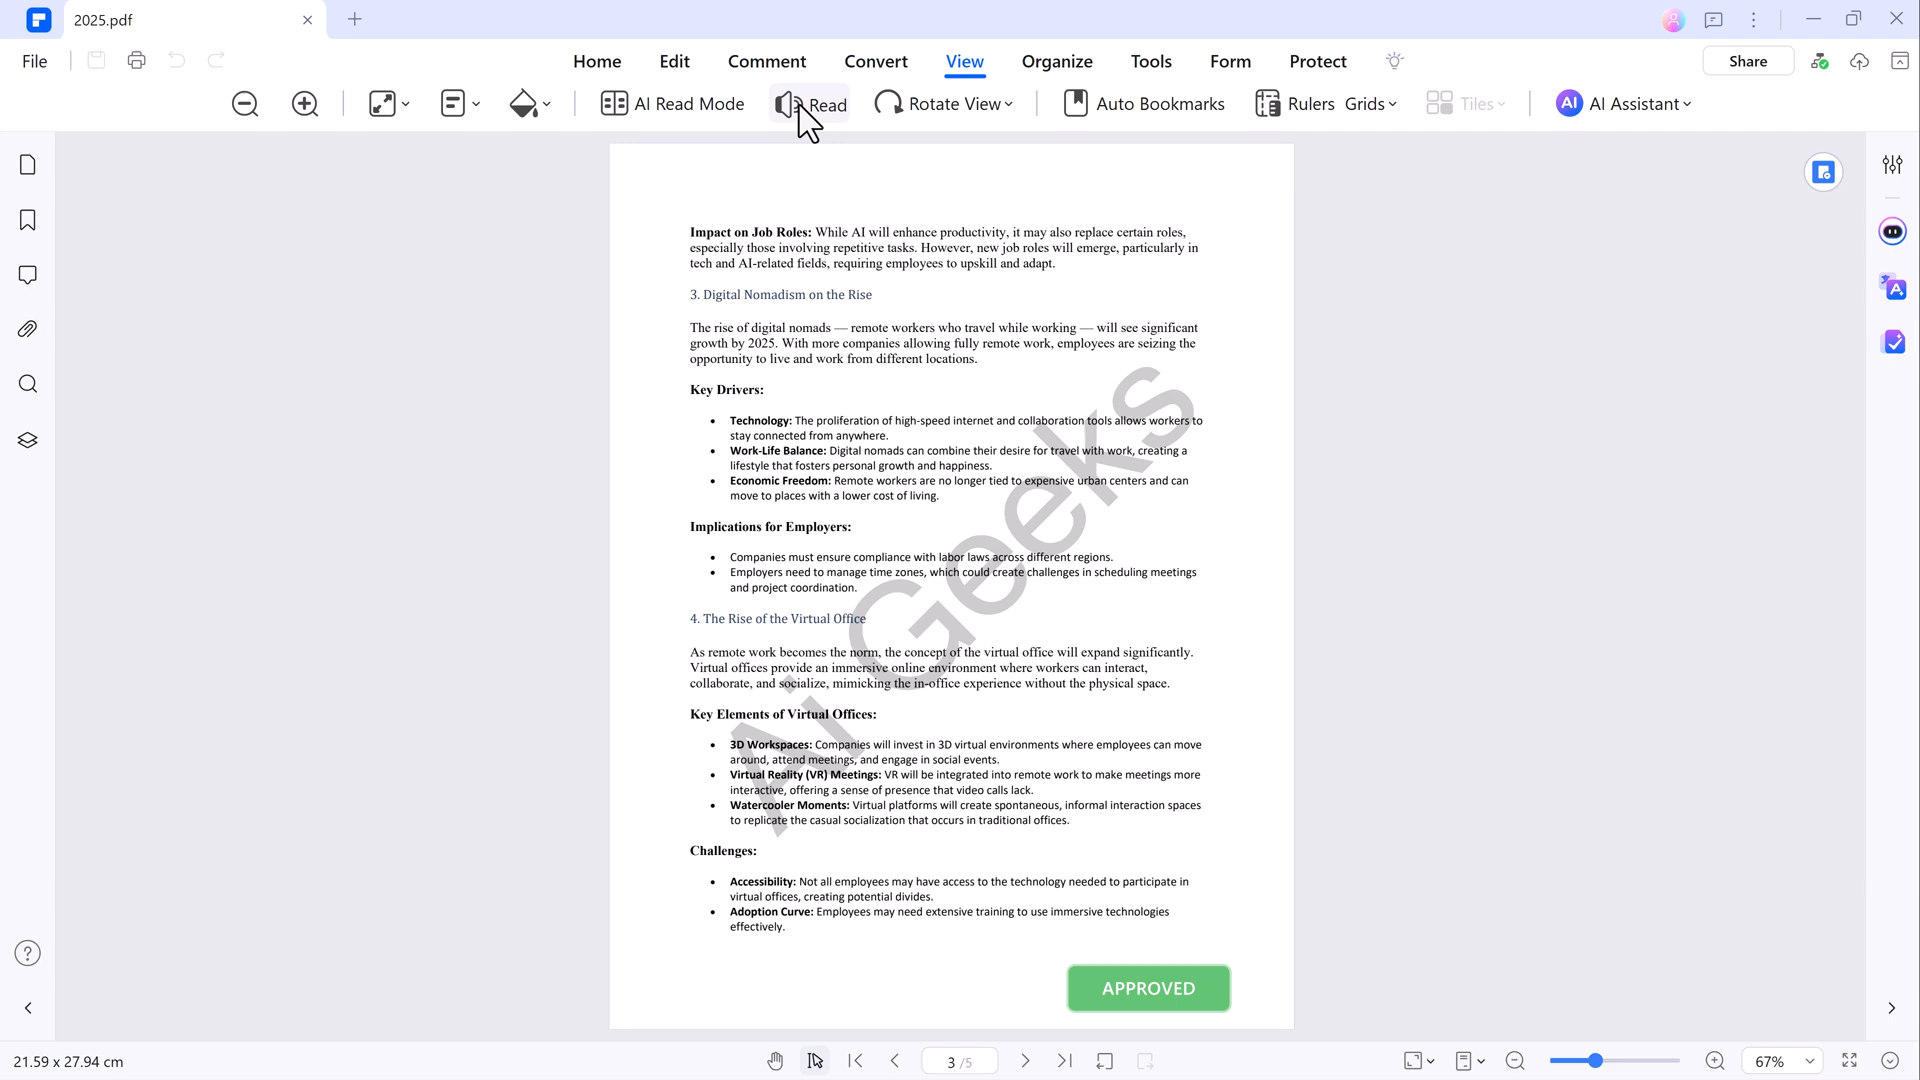 2025.pdf
File
Home Edit Comment Convert View Organize Tools Form Protect
Share
AI Read Mode Read Rotate View Auto Bookmarks Rulers Grids Tiles AI AI Assistant
Impact on Job Roles: While AI will enhance productivity, it may also replace certain roles,
especially those involving repetitive tasks. However, new job roles will emerge, particularly in
tech and AI-related fields, requiring employees to upskill and adapt.
3. Digital Nomadism on the Rise
The rise of digital nomads — remote workers who travel while working — will see significant
growth by 2025. With more companies allowing fully remote work, employees are seizing the
opportunity to live and work from different locations.
Key Drivers:
• Technology: The proliferation of high-speed internet and collaboration tools allows workers to
stay connected from anywhere.
• Work-Life Balance: Digital nomads can combine their desire for travel with work, creating a
lifestyle that fosters personal growth and happiness.
• Economic Freedom: Remote workers are no longer tied to expensive urban centers and can
move to places with a lower cost of living.
Implications for Employers:
• Companies must ensure compliance with labor laws across different regions.
• Employers need to manage time zones, which could create challenges in scheduling meetings
and project coordination.
4. The Rise of the Virtual Office
As remote work becomes the norm, the concept of the virtual office will expand significantly.
Virtual offices provide an immersive online environment where workers can interact,
collaborate, and socialize, mimicking the in-office experience without the physical space.
Key Elements of Virtual Offices:
• 3D Workspaces: Companies will invest in 3D virtual environments where employees can move
around, attend meetings, and engage in social events.
• Virtual Reality (VR) Meetings: VR will be integrated into remote work to make meetings more
interactive, offering a sense of presence that video calls lack.
• Watercooler Moments: Virtual platforms will create spontaneous, informal interaction spaces
to replicate the casual socialization that occurs in traditional offices.
Challenges:
• Accessibility: Not all employees may have access to the technology needed to participate in
virtual offices, creating potential divides.
• Adoption Curve: Employees may need extensive training to use immersive technologies
effectively.
Ai Geeks
APPROVED
21.59 x 27.94 cm
3 /5
67%